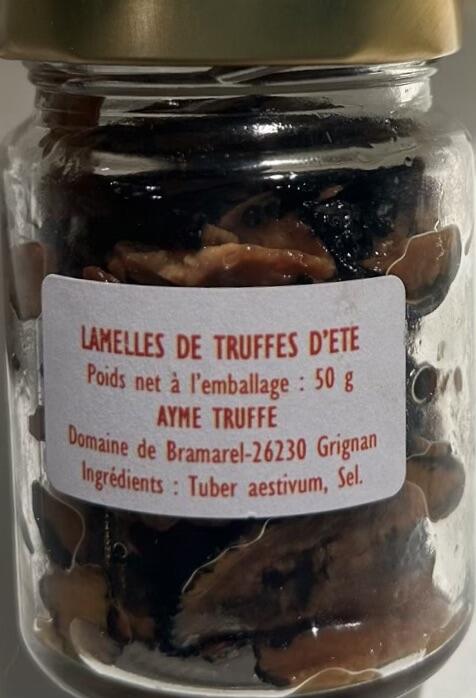 LAMELLES DE TRUFFES D'ETE
Poids net à l'emballage : 50 g
AYME TRUFFE
Domaine de Bramarel-26230 Grignan
Ingrédients : Tuber aestivum, Sel.